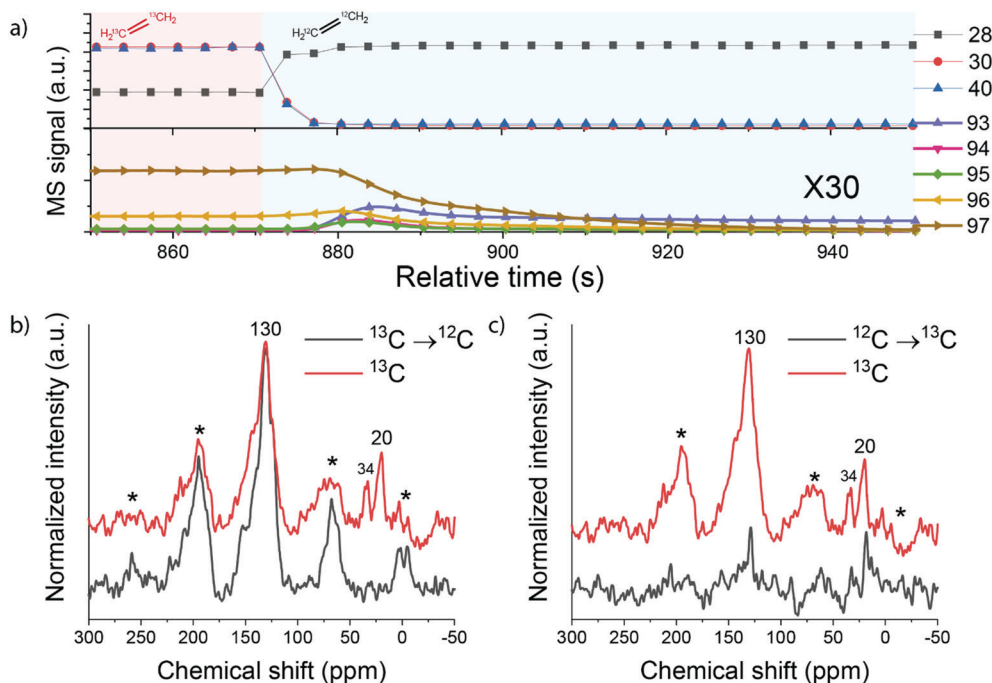 a)
H₂¹³C ¹³CH₂
H₂¹²C ¹²CH₂
MS signal (a.u.)
28
30
40
93
94
95
96
97
X30
860 880 900 920 940
Relative time (s)
b)
Normalized intensity (a.u.)
130
¹³C → ¹²C
¹³C
*
*
*
*
34
20
300 250 200 150 100 50 0 -50
Chemical shift (ppm)
c)
Normalized intensity (a.u.)
130
¹²C → ¹³C
¹³C
*
*
*
34
20
300 250 200 150 100 50 0 -50
Chemical shift (ppm)